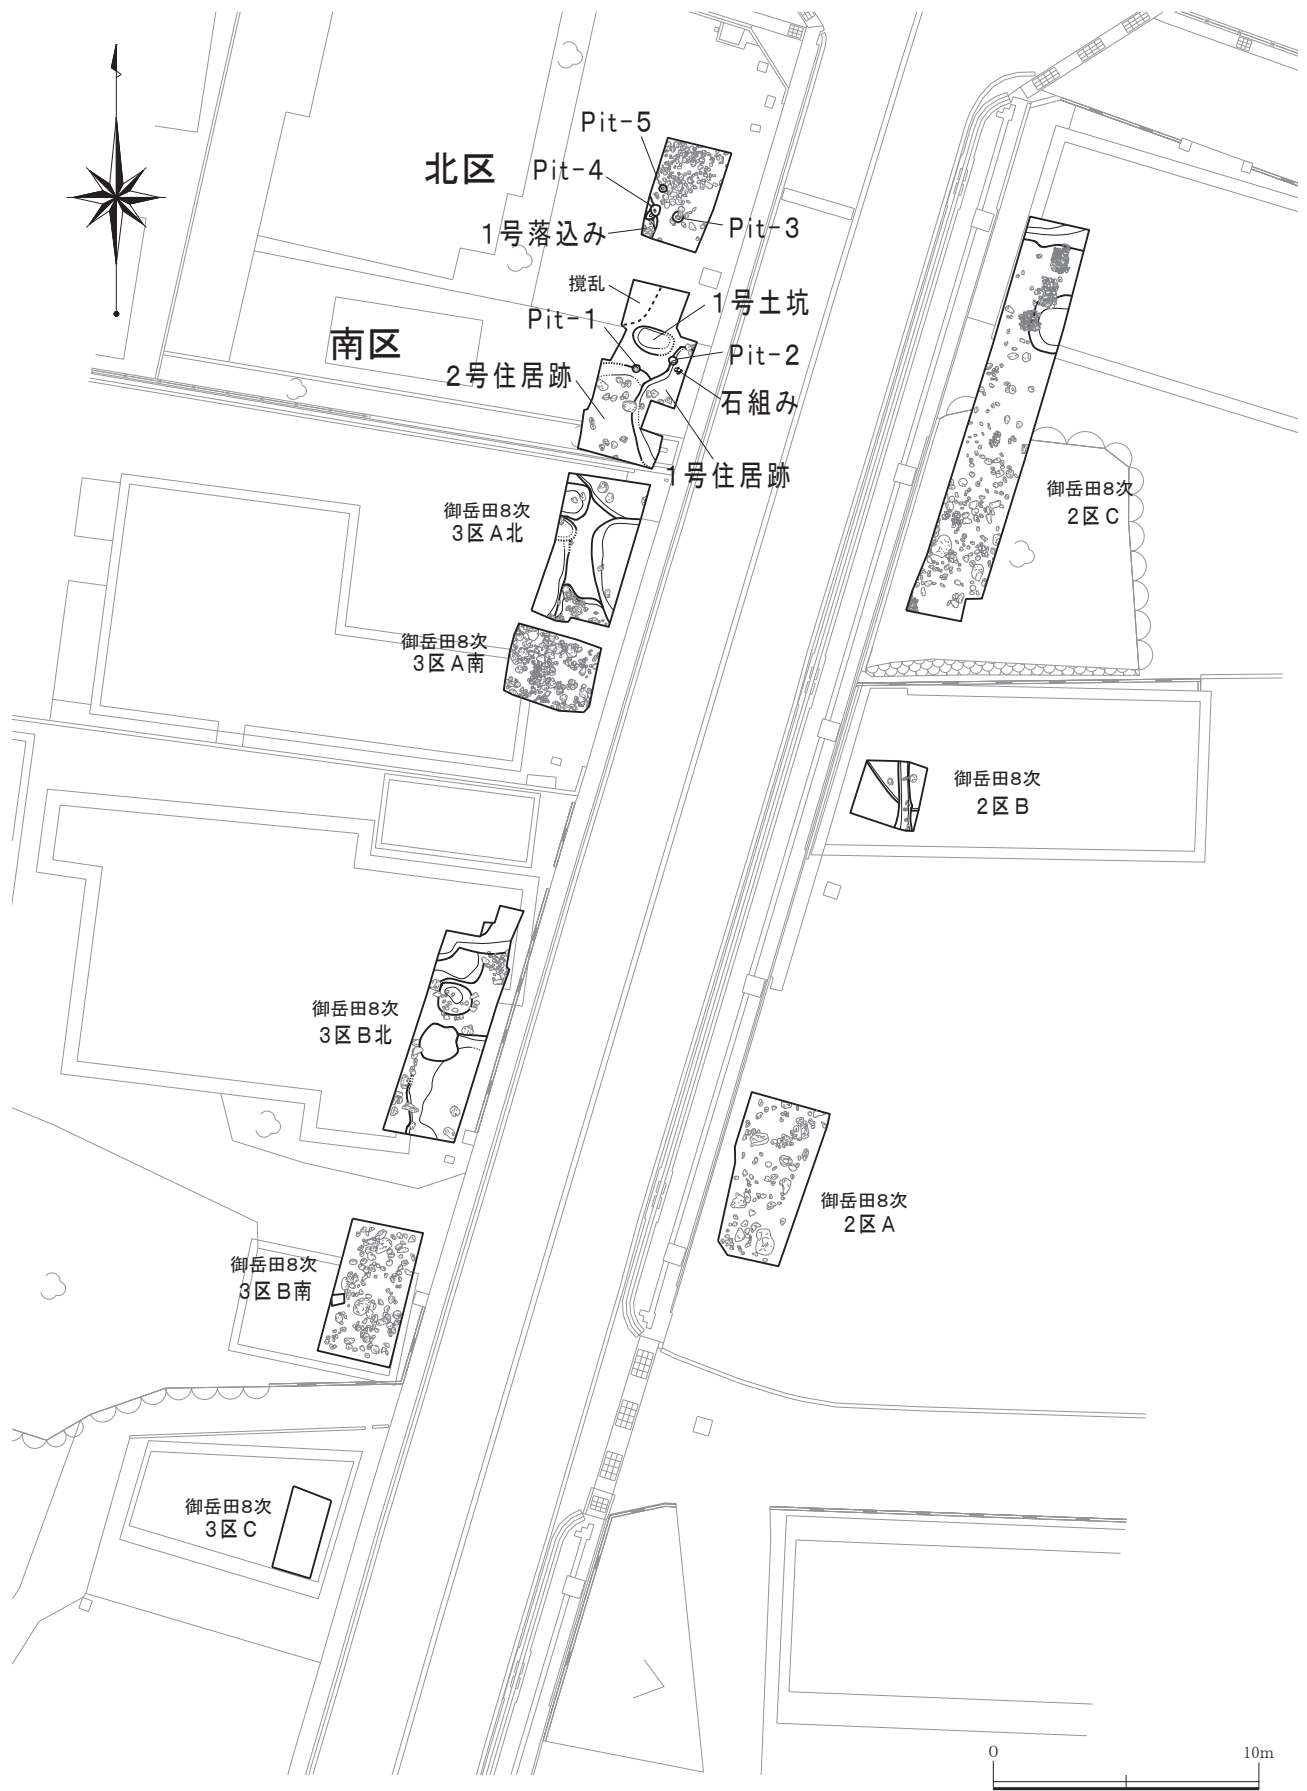 Pit-5
北区
Pit-4
Pit-3
1号落込み
撹乱
1号土坑
Pit-1
南区
Pit-2
2号住居跡
石組み
1号住居跡
御岳田8次
2区C
御岳田8次
3区A北
御岳田8次
3区A南
御岳田8次
2区B
御岳田8次
3区B北
御岳田8次
2区A
御岳田8次
3区B南
御岳田8次
3区C
0
10m